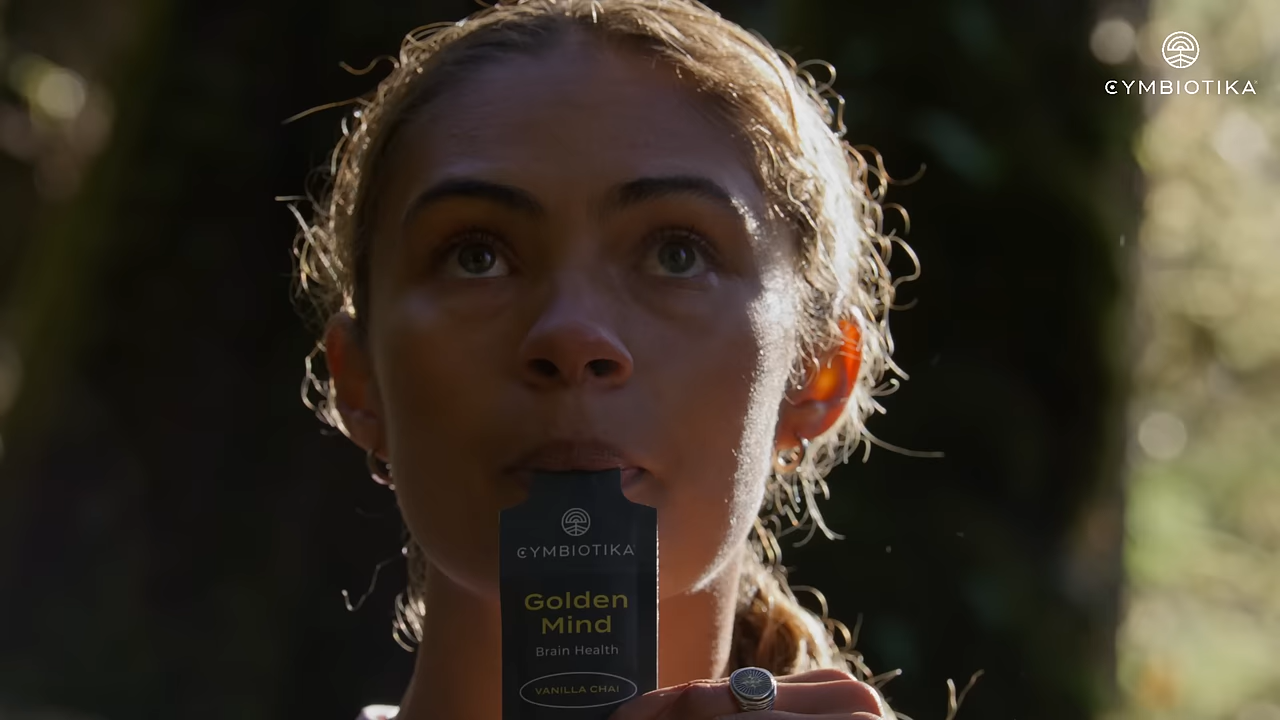 CYMBIOTIKA
CYMBIOTIKA
Golden
Mind
Brain Health
VANILLA CHAI